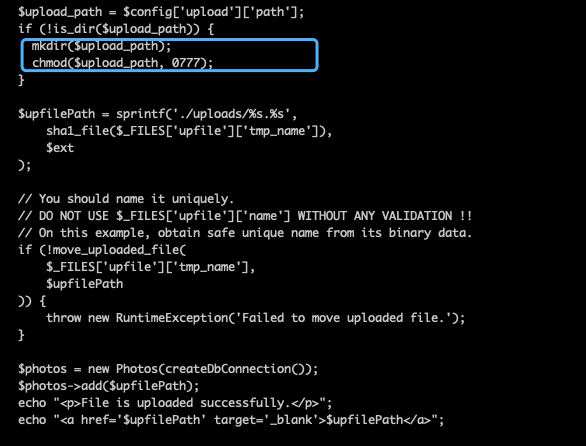 $upload_path = $config['upload']['path'];
if (!is_dir($upload_path)) {
  mkdir($upload_path);
  chmod($upload_path, 0777);
}

$upfilePath = sprintf('./uploads/%s.%s',
    sha1_file($_FILES['upfile']['tmp_name']),
    $ext
);

// You should name it uniquely.
// DO NOT USE $_FILES['upfile']['name'] WITHOUT ANY VALIDATION !!
// On this example, obtain safe unique name from its binary data.
if (!move_uploaded_file(
    $_FILES['upfile']['tmp_name'],
    $upfilePath
)) {
    throw new RuntimeException('Failed to move uploaded file.');
}

$photos = new Photos(createDbConnection());
$photos->add($upfilePath);
echo "<p>File is uploaded successfully.</p>";
echo "<a href='$upfilePath' target='_blank'>$upfilePath</a>";